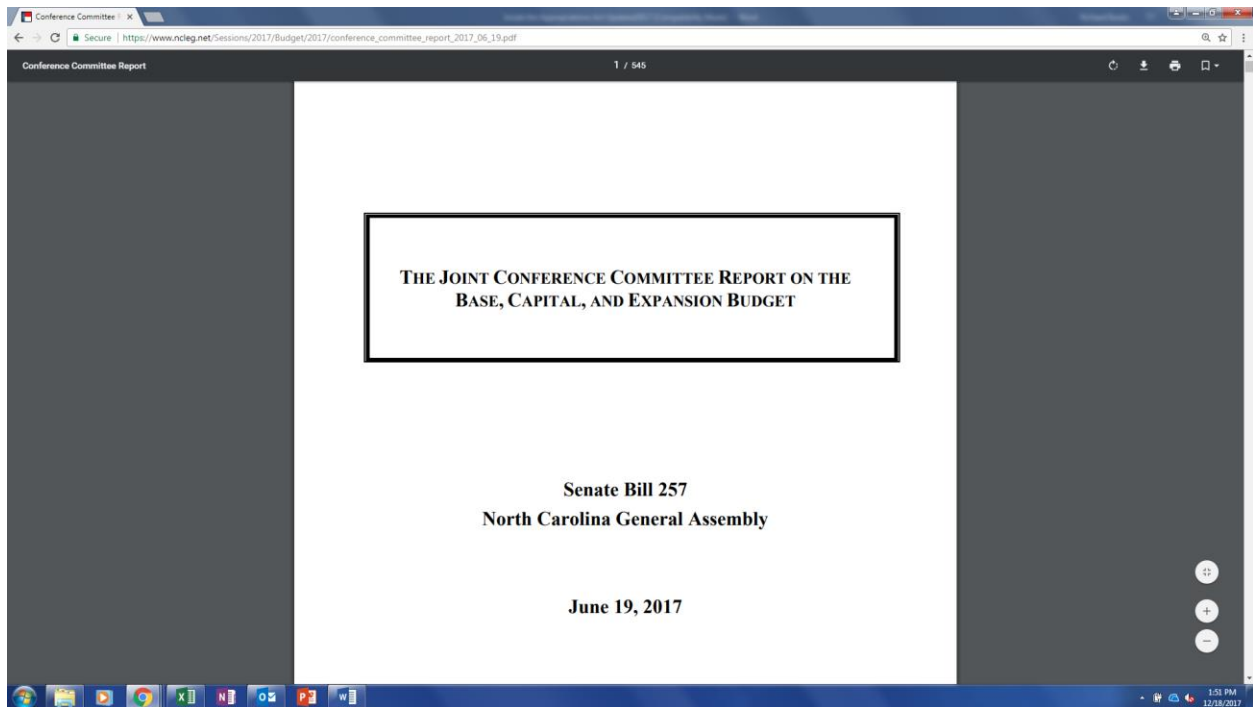 Conference Committee
Secure | https://www.ncleg.net/Sessions/2017/Budget/2017/conference_committee_report_2017_06_19.pdf
Conference Committee Report
1 / 545
THE JOINT CONFERENCE COMMITTEE REPORT ON THE
BASE, CAPITAL, AND EXPANSION BUDGET
Senate Bill 257
North Carolina General Assembly
June 19, 2017
1:51 PM
12/18/2017